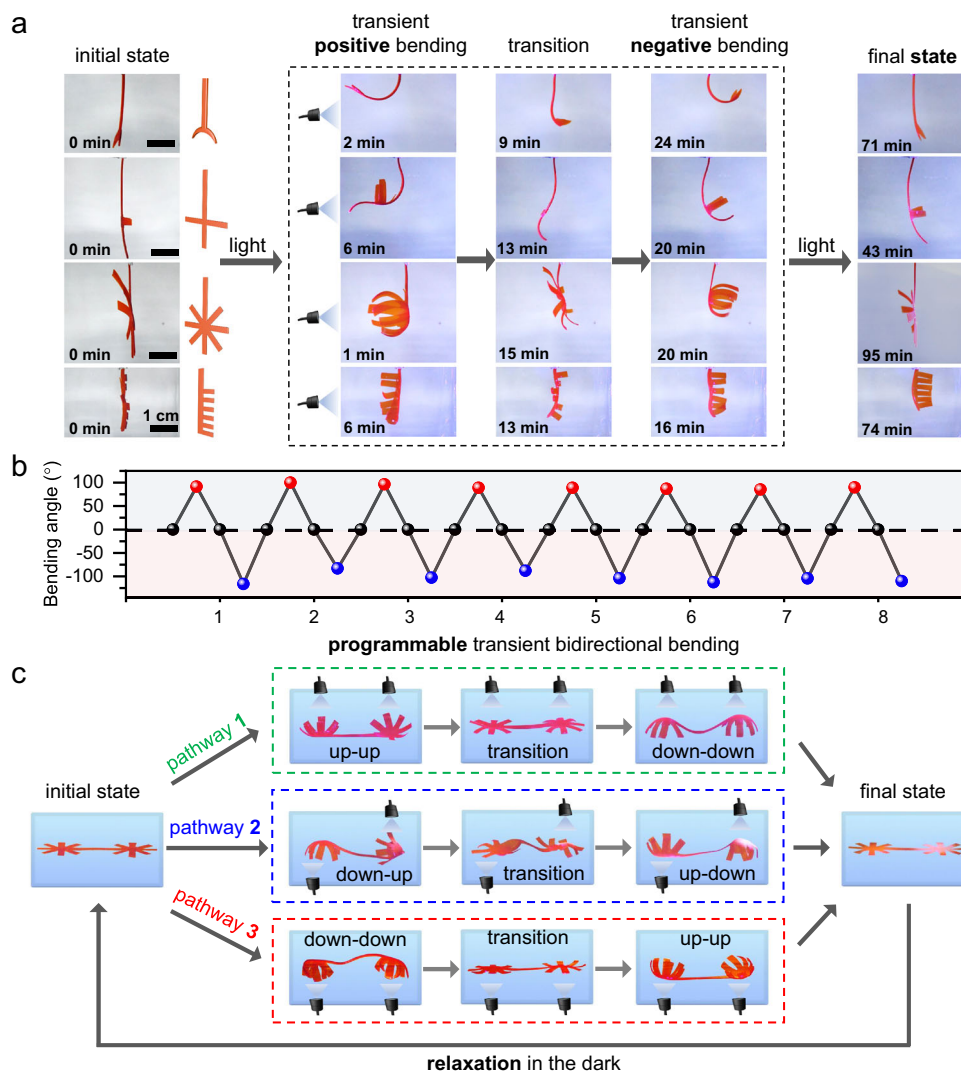 a
initial state
transient
positive bending
transition
transient
negative bending
final state
0 min
2 min
9 min
24 min
71 min
0 min
6 min
13 min
20 min
43 min
light
light
0 min
1 min
15 min
20 min
95 min
0 min
1 cm
6 min
13 min
16 min
74 min
b
Bending angle (°)
100
50
0
-50
-100
1
2
3
4
5
6
7
8
programmable transient bidirectional bending
c
pathway 1
up-up
transition
down-down
initial state
pathway 2
down-up
transition
up-down
final state
pathway 3
down-down
transition
up-up
relaxation in the dark